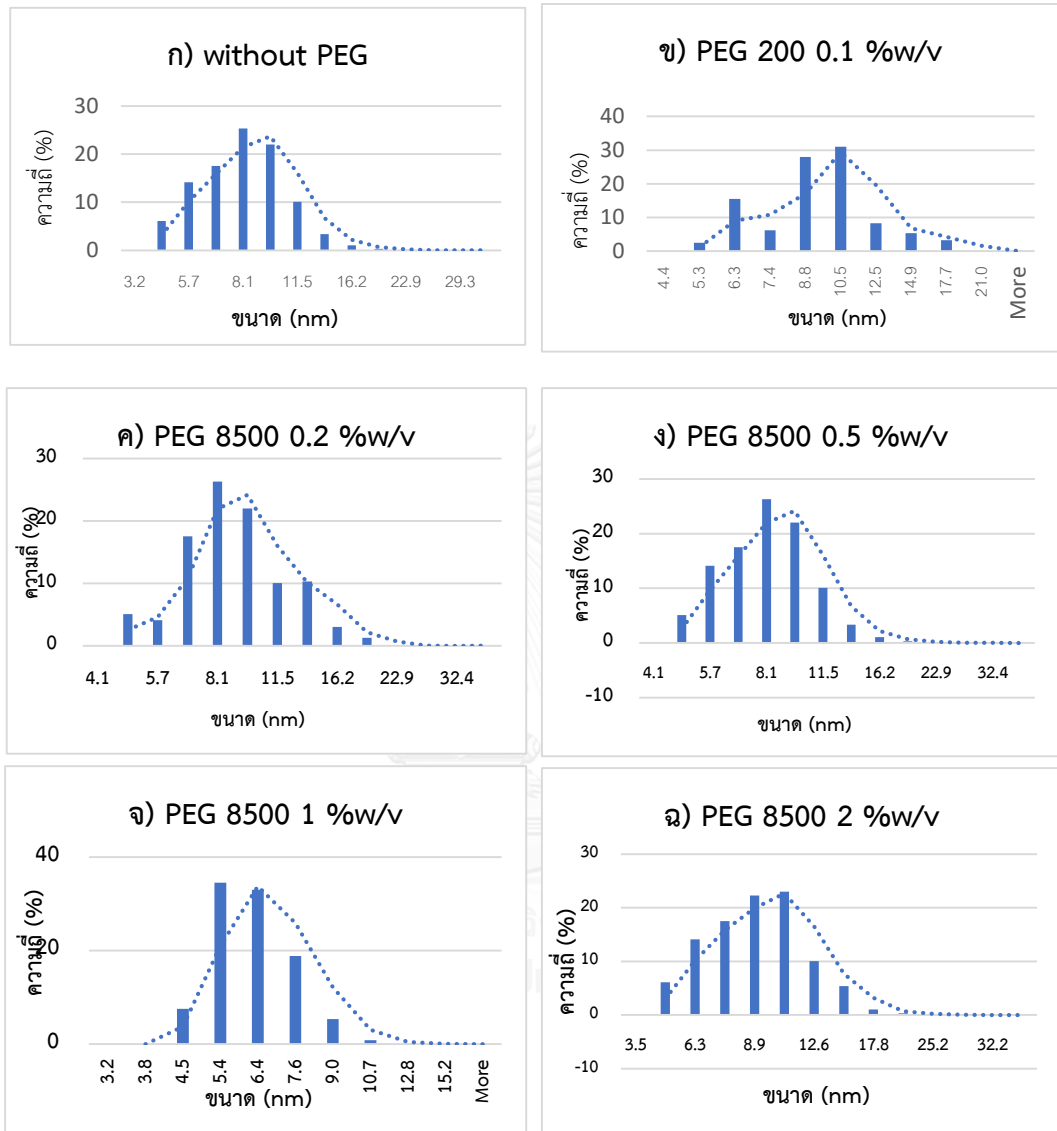 ก) without PEG
ความถี่ (%)
30
20
10
0
3.2 5.7 8.1 11.5 16.2 22.9 29.3
ขนาด (nm)
ข) PEG 200 0.1 %w/v
ความถี่ (%)
40
30
20
10
0
4.4 5.3 6.3 7.4 8.8 10.5 12.5 14.9 17.7 21.0 More
ขนาด (nm)
ค) PEG 8500 0.2 %w/v
ความถี่ (%)
30
20
10
0
4.1 5.7 8.1 11.5 16.2 22.9 32.4
ขนาด (nm)
ง) PEG 8500 0.5 %w/v
ความถี่ (%)
30
20
10
0
-10
4.1 5.7 8.1 11.5 16.2 22.9 32.4
ขนาด (nm)
จ) PEG 8500 1 %w/v
ความถี่ (%)
40
20
0
3.2 3.8 4.5 5.4 6.4 7.6 9.0 10.7 12.8 15.2 More
ขนาด (nm)
ฉ) PEG 8500 2 %w/v
ความถี่ (%)
30
20
10
0
-10
3.5 6.3 8.9 12.6 17.8 25.2 32.2
ขนาด (nm)